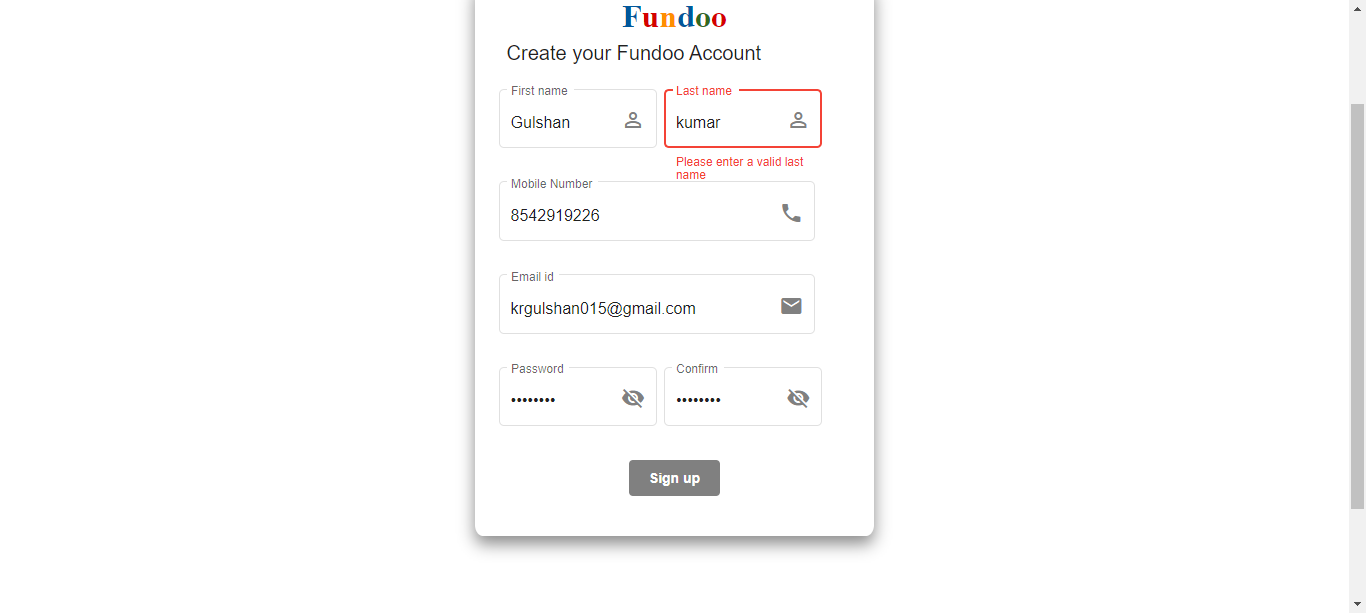 Fundoo
Create your Fundoo Account
First name
Last name
Gulshan
kumar
Please enter a valid last
name
Mobile Number
8542919226
Email id
krgulshan015@gmail.com
Password
Confirm
••••••••
••••••••
Sign up